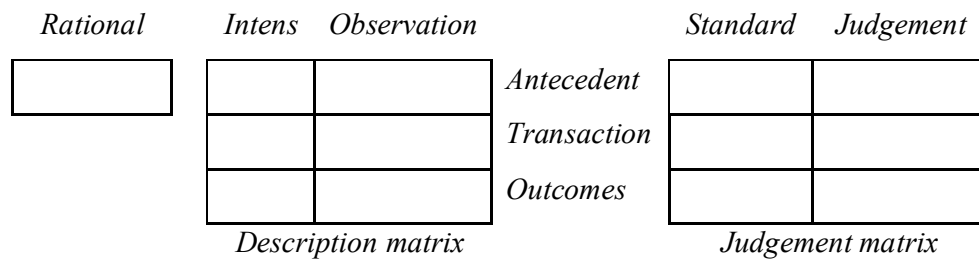 Rational Intens Observation Standard Judgement
Antecedent
Transaction
Outcomes
Description matrix Judgement matrix